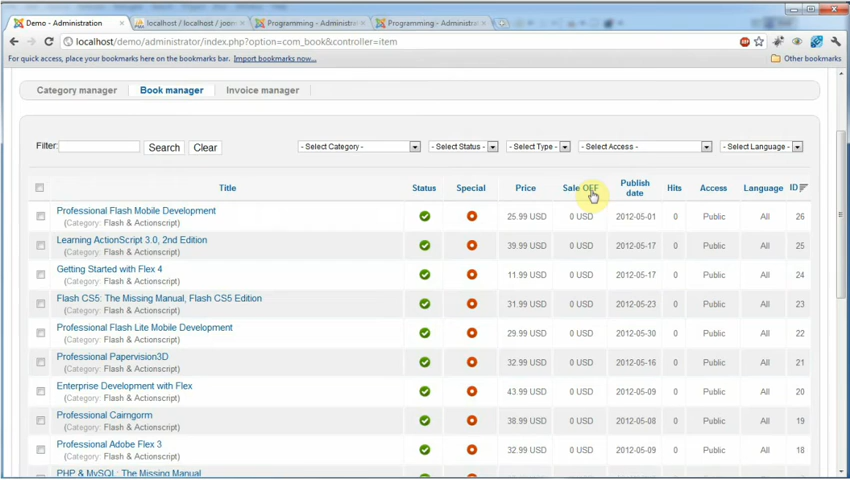 Demo - Administration
localhost / localhost / joom
Programming - Administra
Programming - Administrat
localhost/demo/administrator/index.php?option=com_book&controller=item
For quick access, place your bookmarks here on the bookmarks bar. Import bookmarks now...
Other bookmarks
Category manager Book manager Invoice manager
Filter: Search Clear - Select Category - - Select Status - - Select Type - - Select Access - - Select Language -
Title Status Special Price Sale OFF Publish date Hits Access Language ID
Professional Flash Mobile Development
(Category: Flash & Actionscript) 25.99 USD 0 USD 2012-05-01 0 Public All 26
Learning ActionScript 3.0, 2nd Edition
(Category: Flash & Actionscript) 39.99 USD 0 USD 2012-05-17 0 Public All 25
Getting Started with Flex 4
(Category: Flash & Actionscript) 11.99 USD 0 USD 2012-05-17 0 Public All 24
Flash CS5: The Missing Manual, Flash CS5 Edition
(Category: Flash & Actionscript) 31.99 USD 0 USD 2012-05-23 0 Public All 23
Professional Flash Lite Mobile Development
(Category: Flash & Actionscript) 29.99 USD 0 USD 2012-05-30 0 Public All 22
Professional Papervision3D
(Category: Flash & Actionscript) 32.99 USD 0 USD 2012-05-16 0 Public All 21
Enterprise Development with Flex
(Category: Flash & Actionscript) 43.99 USD 0 USD 2012-05-09 0 Public All 20
Professional Cairngorm
(Category: Flash & Actionscript) 38.99 USD 0 USD 2012-05-08 0 Public All 19
Professional Adobe Flex 3
(Category: Flash & Actionscript) 32.99 USD 0 USD 2012-05-09 0 Public All 18
PHP & MySQL: The Missing Manual